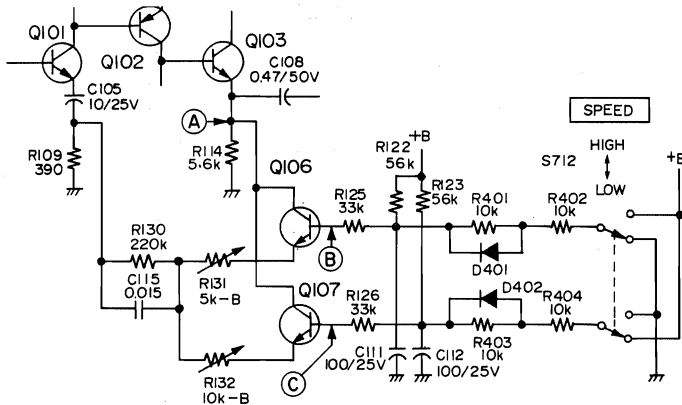 Q101
Q102
Q103
C105
10/25V
C108
0.47/50V
A
R109
390
R114
5.6k
Q106
R122
56k
+B
R123
56k
SPEED
HIGH
LOW
S712
+B
R125
33k
R401
10k
R402
10k
B
D401
R130
220k
C115
0.015
R131
5k-B
Q107
R126
33k
D402
R403
10k
R404
10k
R132
10k-B
C
C111
100/25V
C112
100/25V